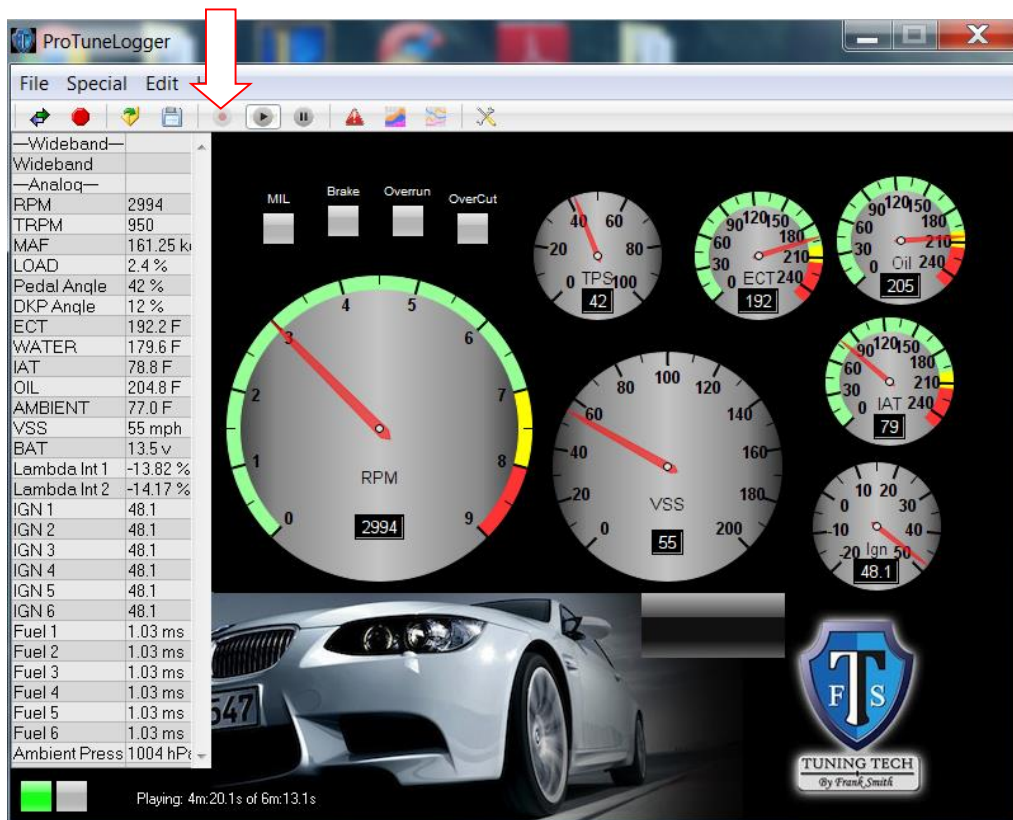 ProTuneLogger
File Special Edit
—Wideband—
Wideband
—Analog—
RPM 2994
TRPM 950
MAF 161.25 k
LOAD 2.4 %
Pedal Angle 42 %
DKP Angle 12 %
ECT 192.2 F
WATER 179.6 F
IAT 78.8 F
OIL 204.8 F
AMBIENT 77.0 F
VSS 55 mph
BAT 13.5 v
Lambda Int 1 -13.82 %
Lambda Int 2 -14.17 %
IGN 1 48.1
IGN 2 48.1
IGN 3 48.1
IGN 4 48.1
IGN 5 48.1
IGN 6 48.1
Fuel 1 1.03 ms
Fuel 2 1.03 ms
Fuel 3 1.03 ms
Fuel 4 1.03 ms
Fuel 5 1.03 ms
Fuel 6 1.03 ms
Ambient Press 1004 hPa
MIL Brake Overrun OverCut
0 1 2 3 4 5 6 7 8 9
RPM
2994
0 20 40 60 80 100
TPS
42
0 30 60 90 120 150 180 210 240
ECT
192
0 30 60 90 120 150 180 210 240
Oil
205
0 20 40 60 80 100 120 140 160 180 200
VSS
55
0 30 60 90 120 150 180 210 240
IAT
79
-20 -10 0 10 20 30 40 50
Ign
48.1
547
F T S
TUNING TECH
By Frank Smith
Playing: 4m:20.1s of 6m:13.1s